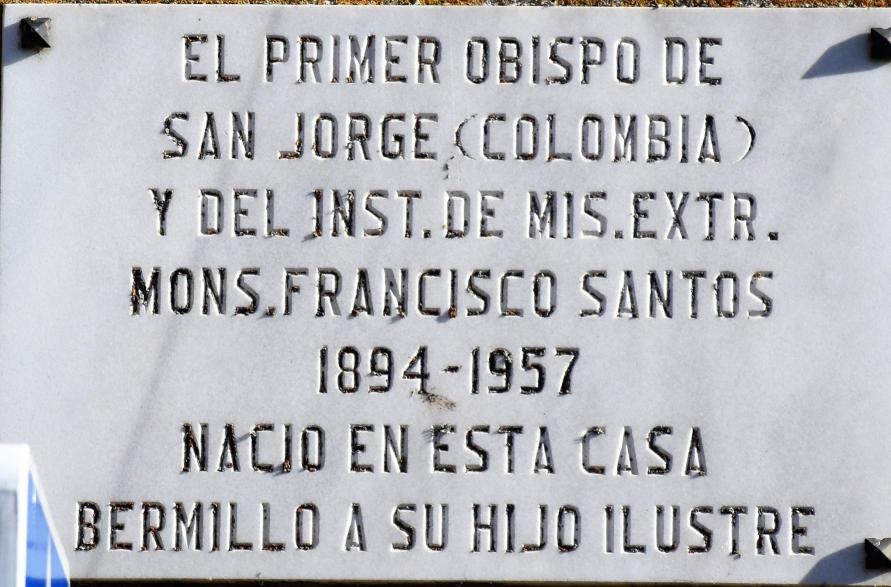 EL PRIMER OBISPO DE
SAN JORGE (COLOMBIA)
Y DEL INST. DE MIS. EXTR.
MONS. FRANCISCO SANTOS
1894-1957
NACIO EN ESTA CASA
BERMILLO A SU HIJO ILUSTRE